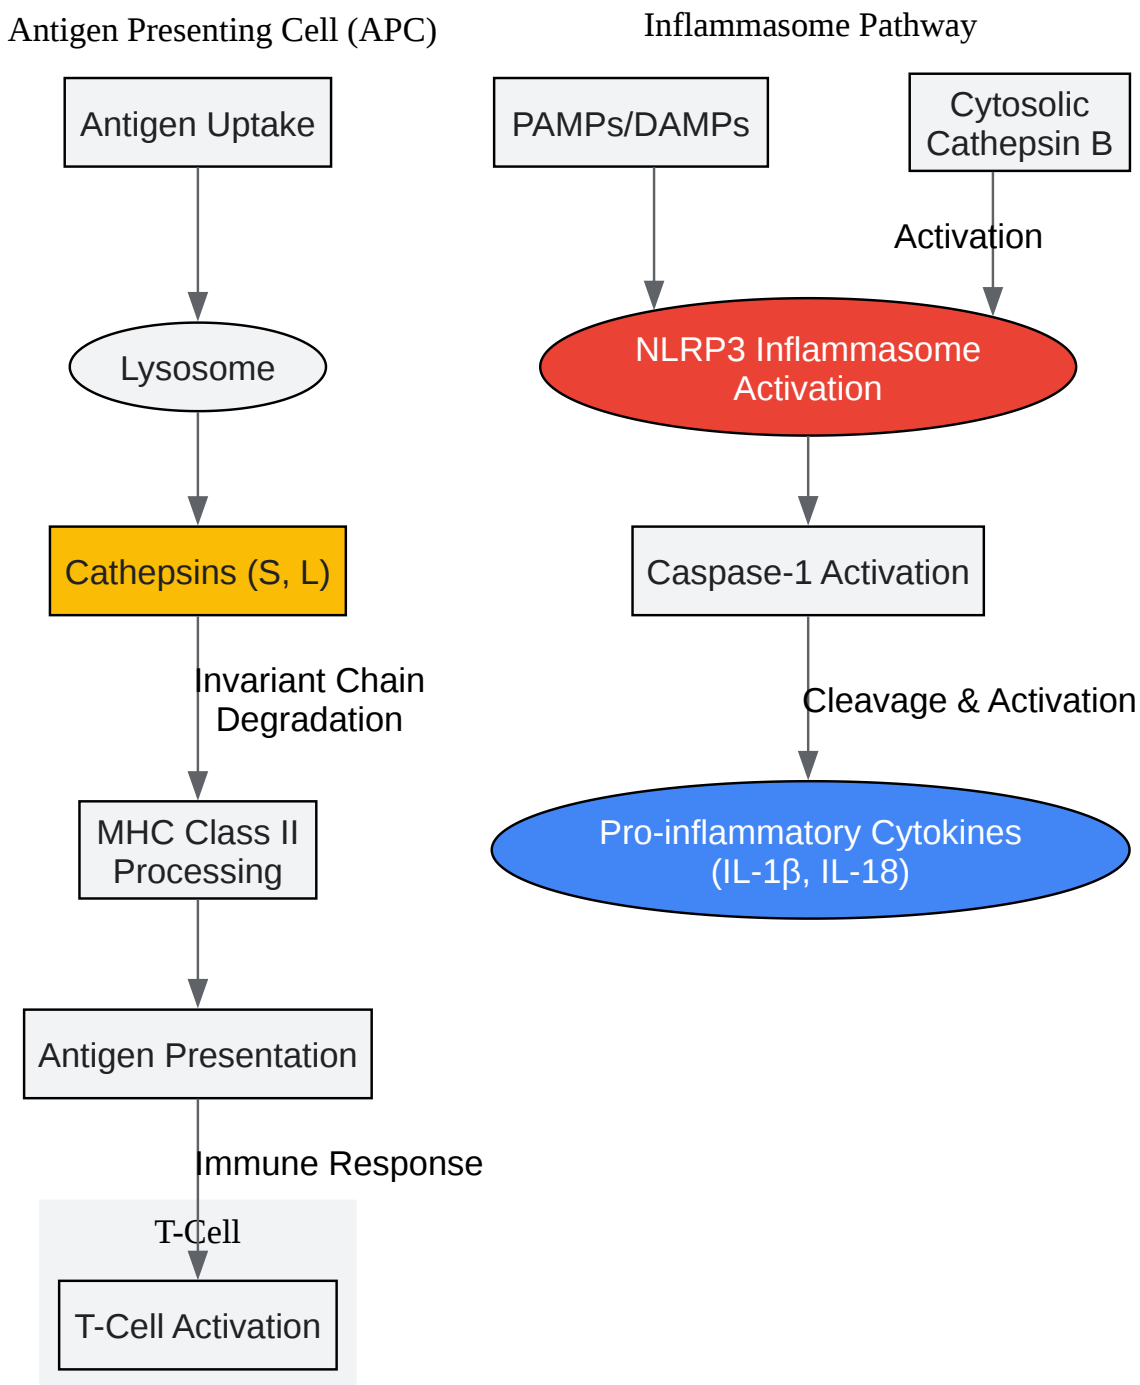 Antigen Presenting Cell (APC)
Antigen Uptake
Lysosome
Cathepsins (S, L)
Invariant Chain
Degradation
MHC Class II
Processing
Antigen Presentation
Immune Response
T-Cell
T-Cell Activation
Inflammasome Pathway
PAMPs/DAMPs
Cytosolic
Cathepsin B
Activation
NLRP3 Inflammasome
Activation
Caspase-1 Activation
Cleavage & Activation
Pro-inflammatory Cytokines
(IL-1β, IL-18)